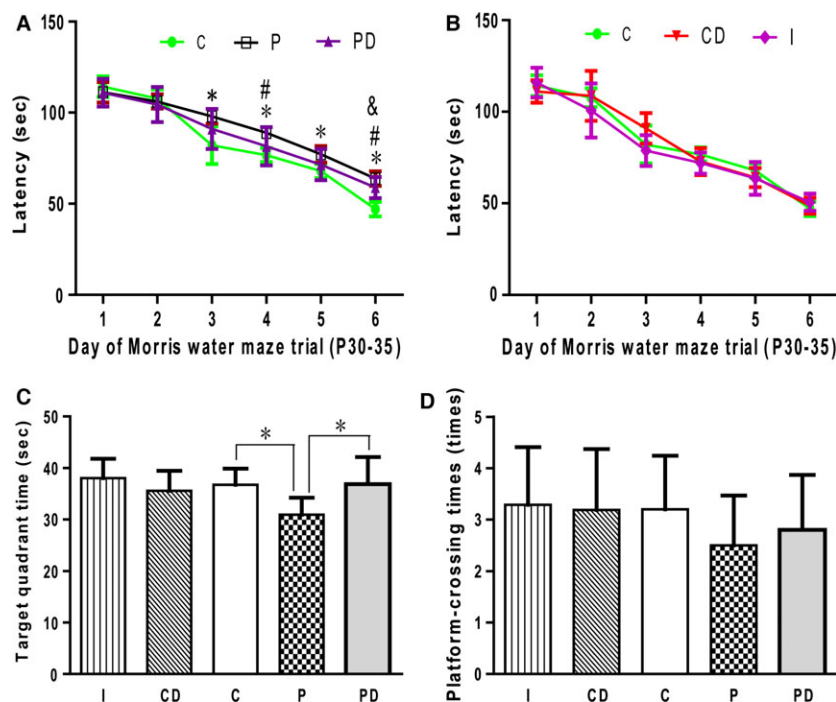 A
C P PD
Latency (sec)
150
100
50
0
* # * * & # *
1 2 3 4 5 6
Day of Morris water maze trial (P30-35)
B
C CD I
Latency (sec)
150
100
50
0
1 2 3 4 5 6
Day of Morris water maze trial (P30-35)
C
Target quadrant time (sec)
50
40
30
20
10
0
* *
I CD C P PD
D
Platform-crossing times (times)
5
4
3
2
1
0
I CD C P PD